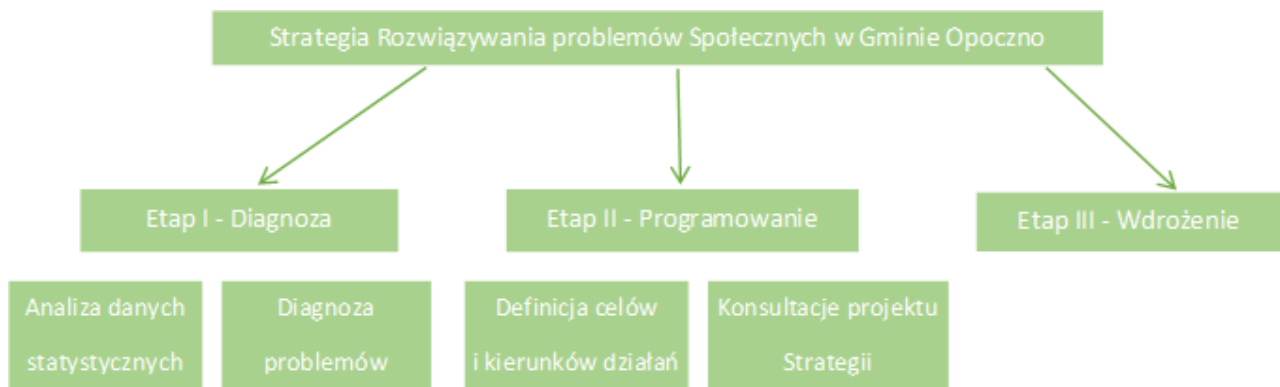 Strategia Rozwiązywania problemów Społecznych w Gminie Opoczno
Etap I - Diagnoza
Etap II - Programowanie
Etap III - Wdrożenie
Analiza danych
statystycznych
Diagnoza
problemów
Definicja celów
i kierunków działań
Konsultacje projektu
Strategii